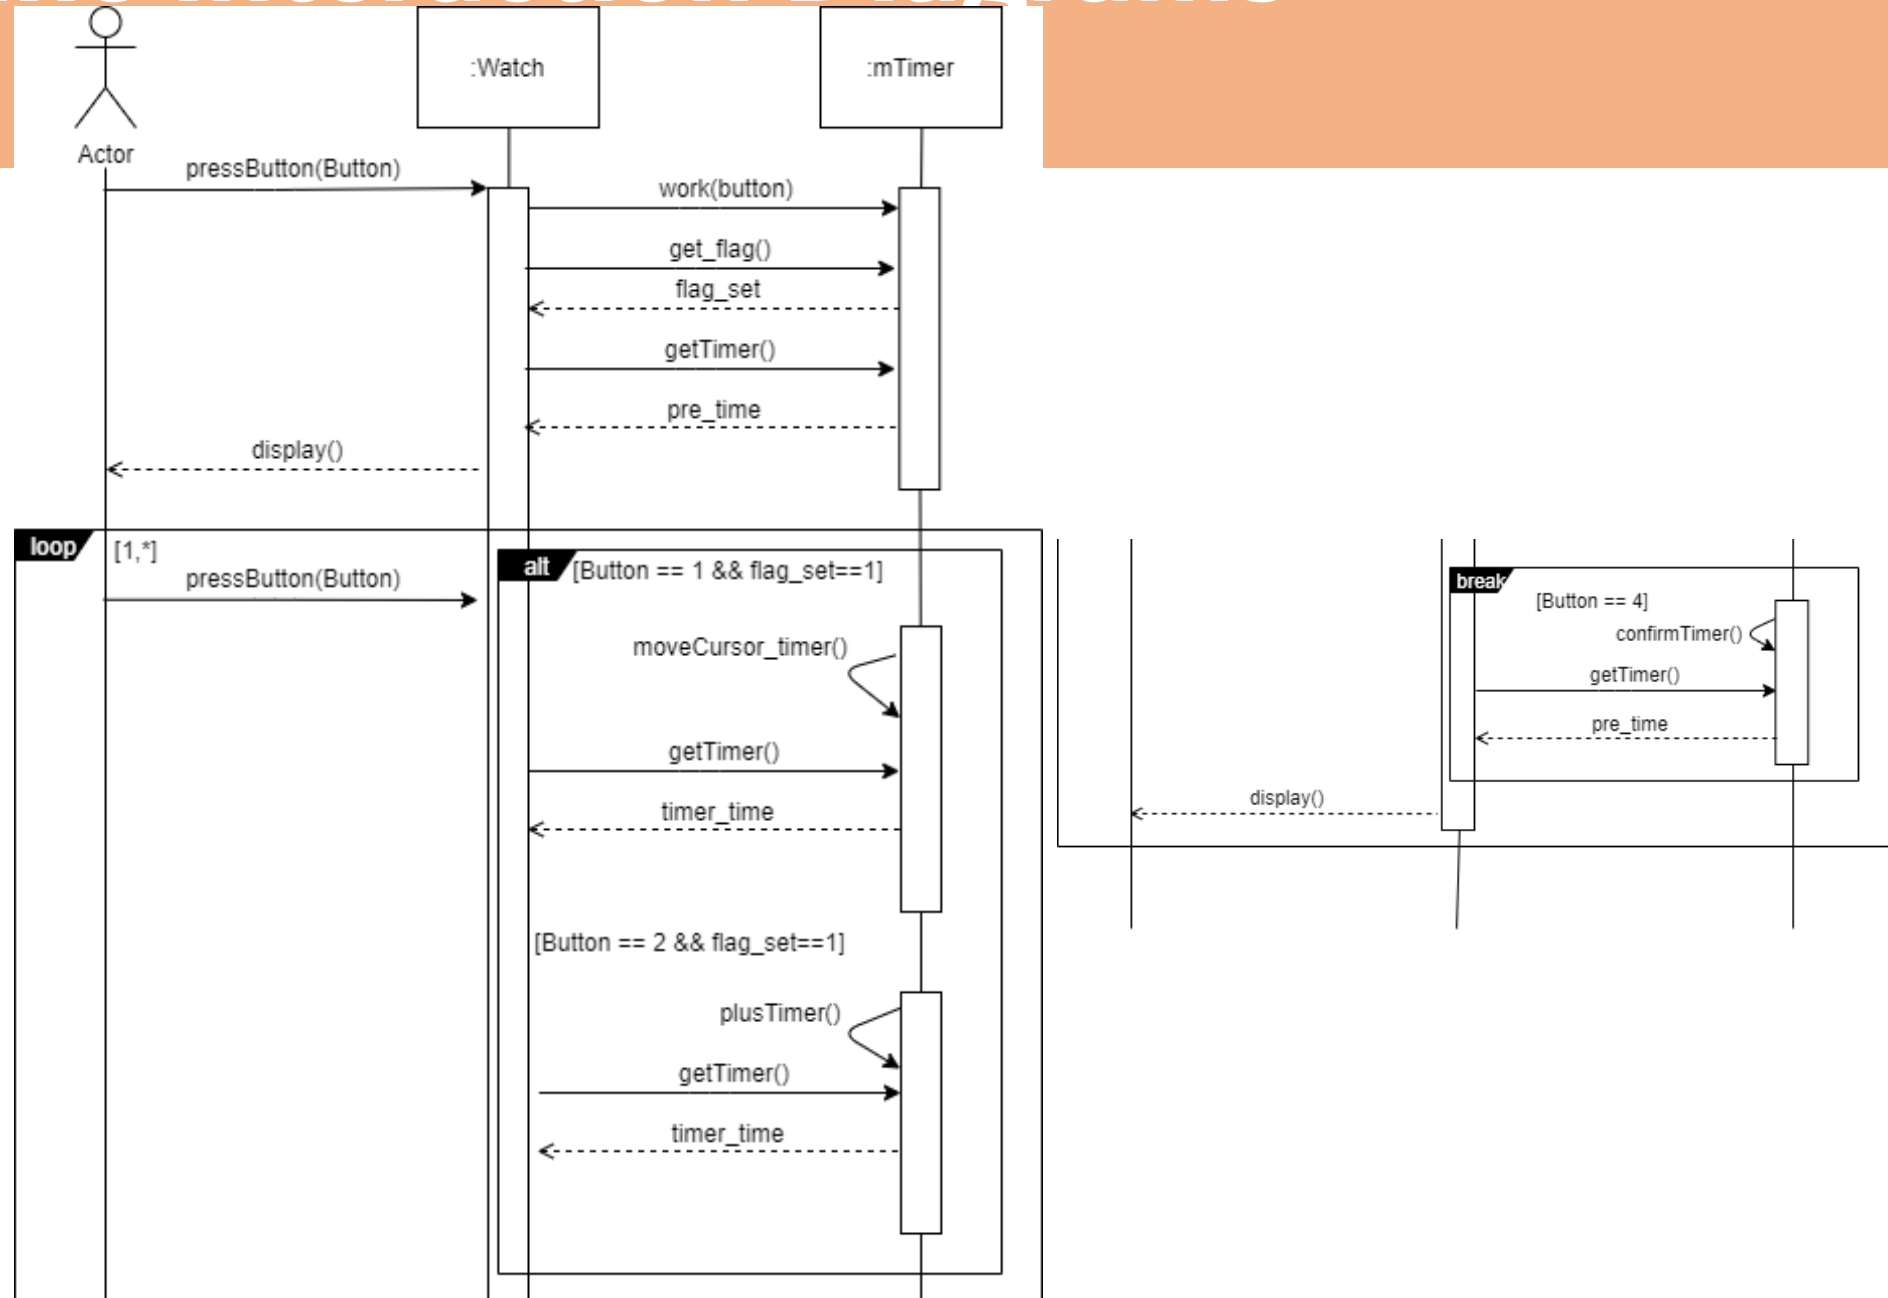 Interaction Diagrams
:Watch
:mTimer
Actor
pressButton(Button)
work(button)
get_flag()
flag_set
getTimer()
pre_time
display()
loop
[1,*]
pressButton(Button)
alt
[Button == 1 && flag_set==1]
moveCursor_timer()
getTimer()
timer_time
[Button == 2 && flag_set==1]
plusTimer()
getTimer()
timer_time
break
[Button == 4]
confirmTimer()
getTimer()
pre_time
display()